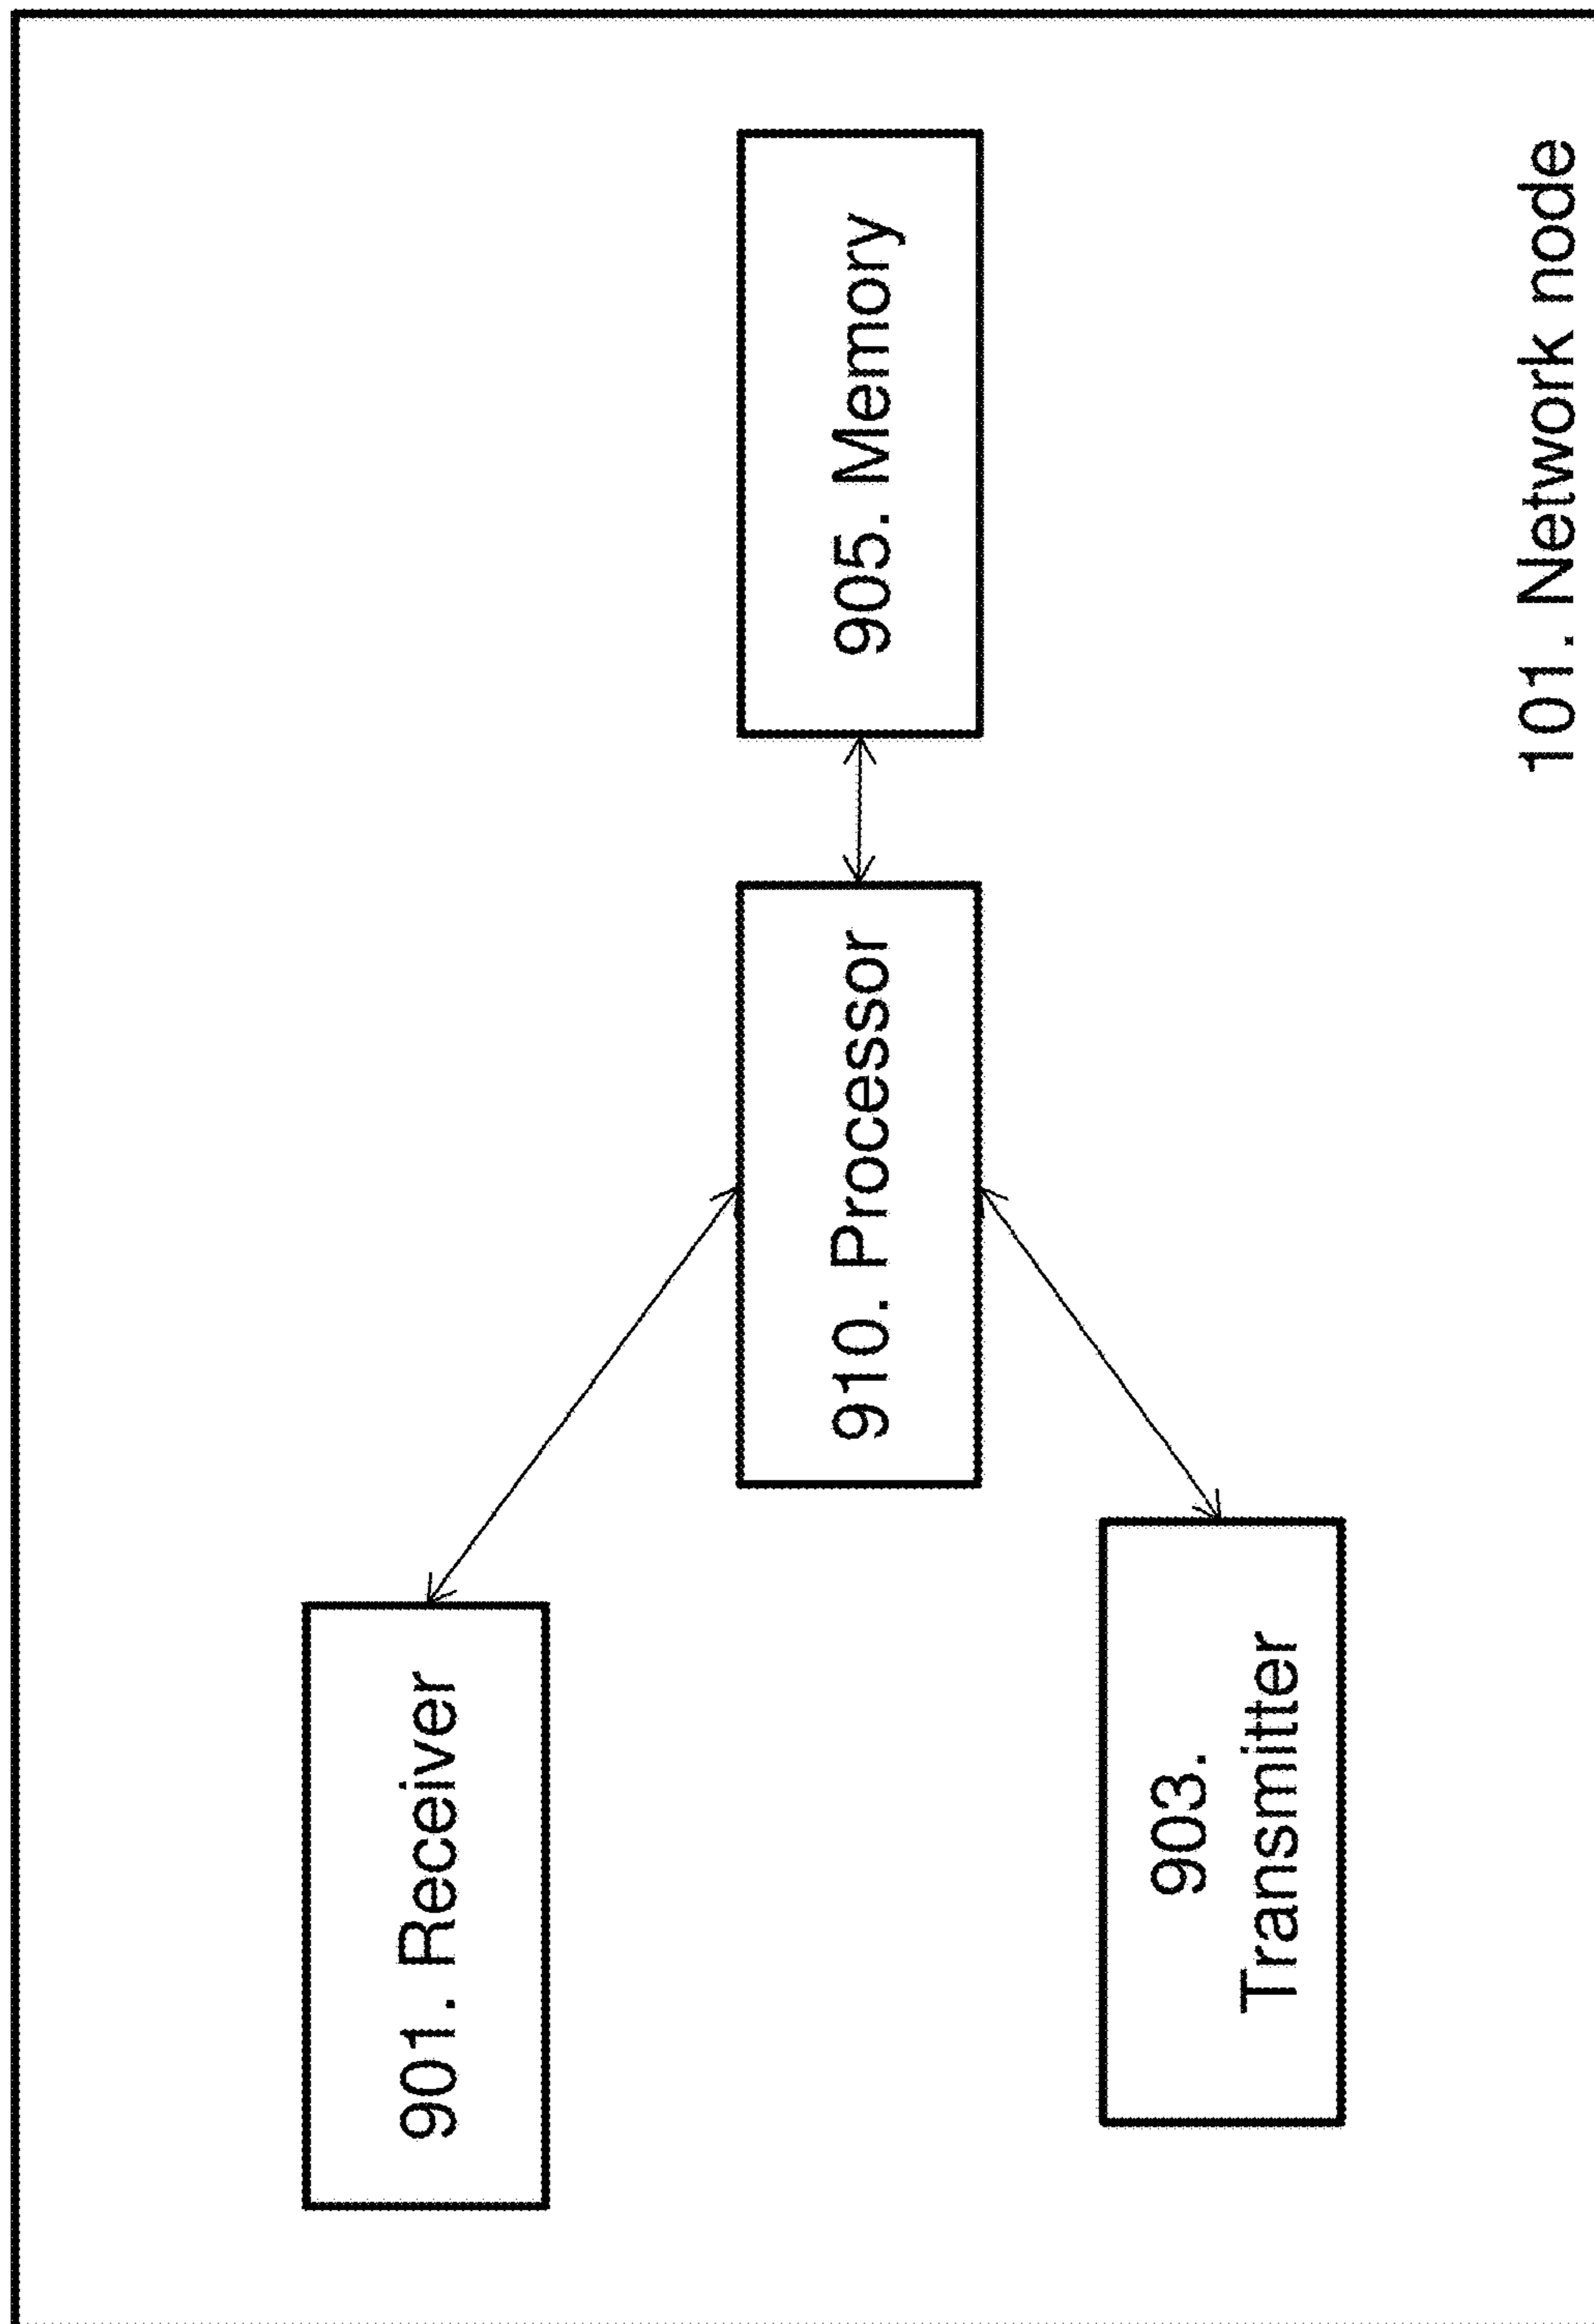 901. Receiver
910. Processor
905. Memory
903.
Transmitter
101. Network node